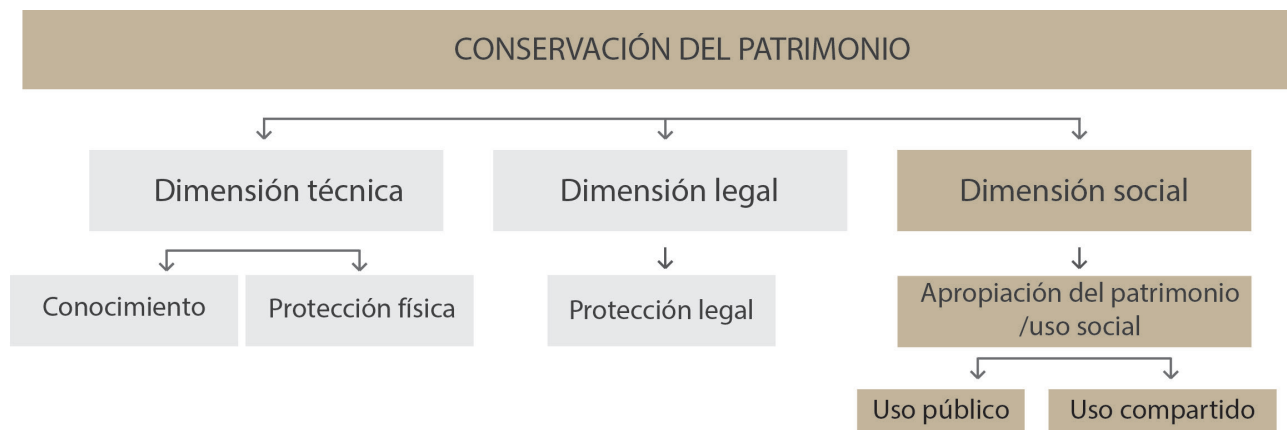 CONSERVACIÓN DEL PATRIMONIO
Dimensión técnica
Dimensión legal
Dimensión social
Conocimiento
Protección física
Protección legal
Apropiación del patrimonio
/uso social
Uso público
Uso compartido